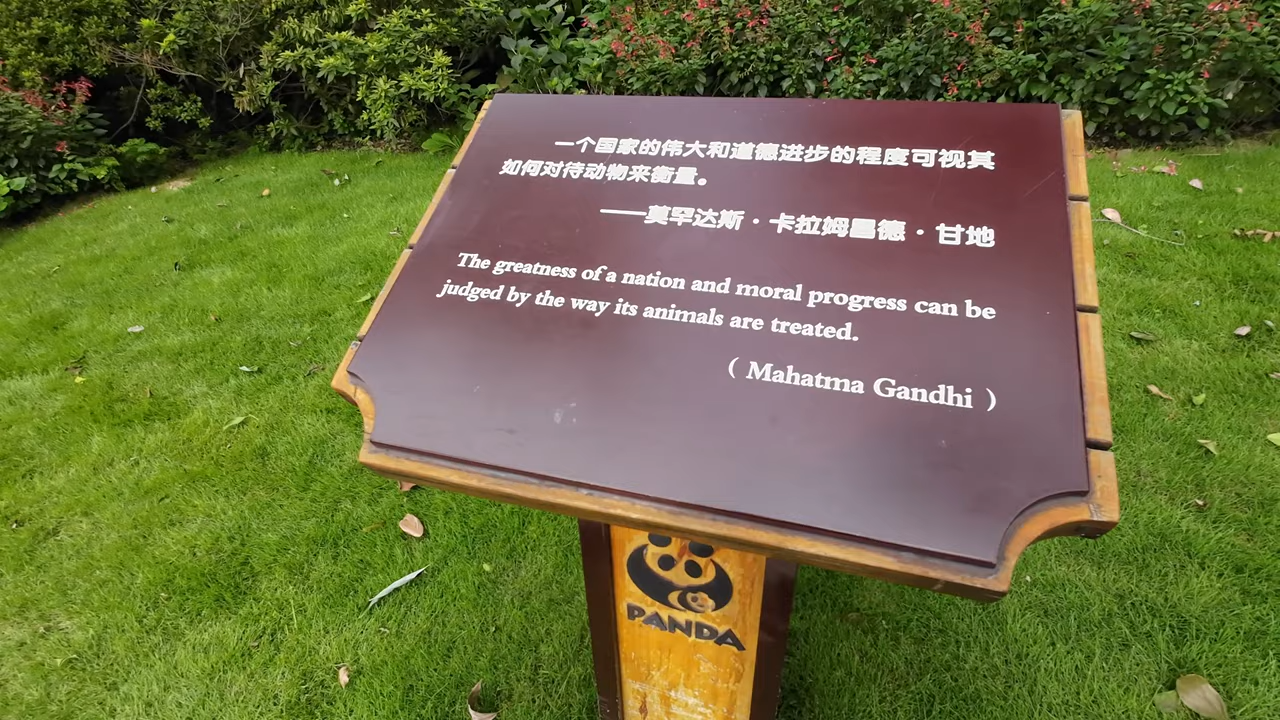 一个国家的伟大和道德进步的程度可视其
如何对待动物来衡量。
——莫罕达斯·卡拉姆昌德·甘地
The greatness of a nation and moral progress can be
judged by the way its animals are treated.
( Mahatma Gandhi )
PANDA